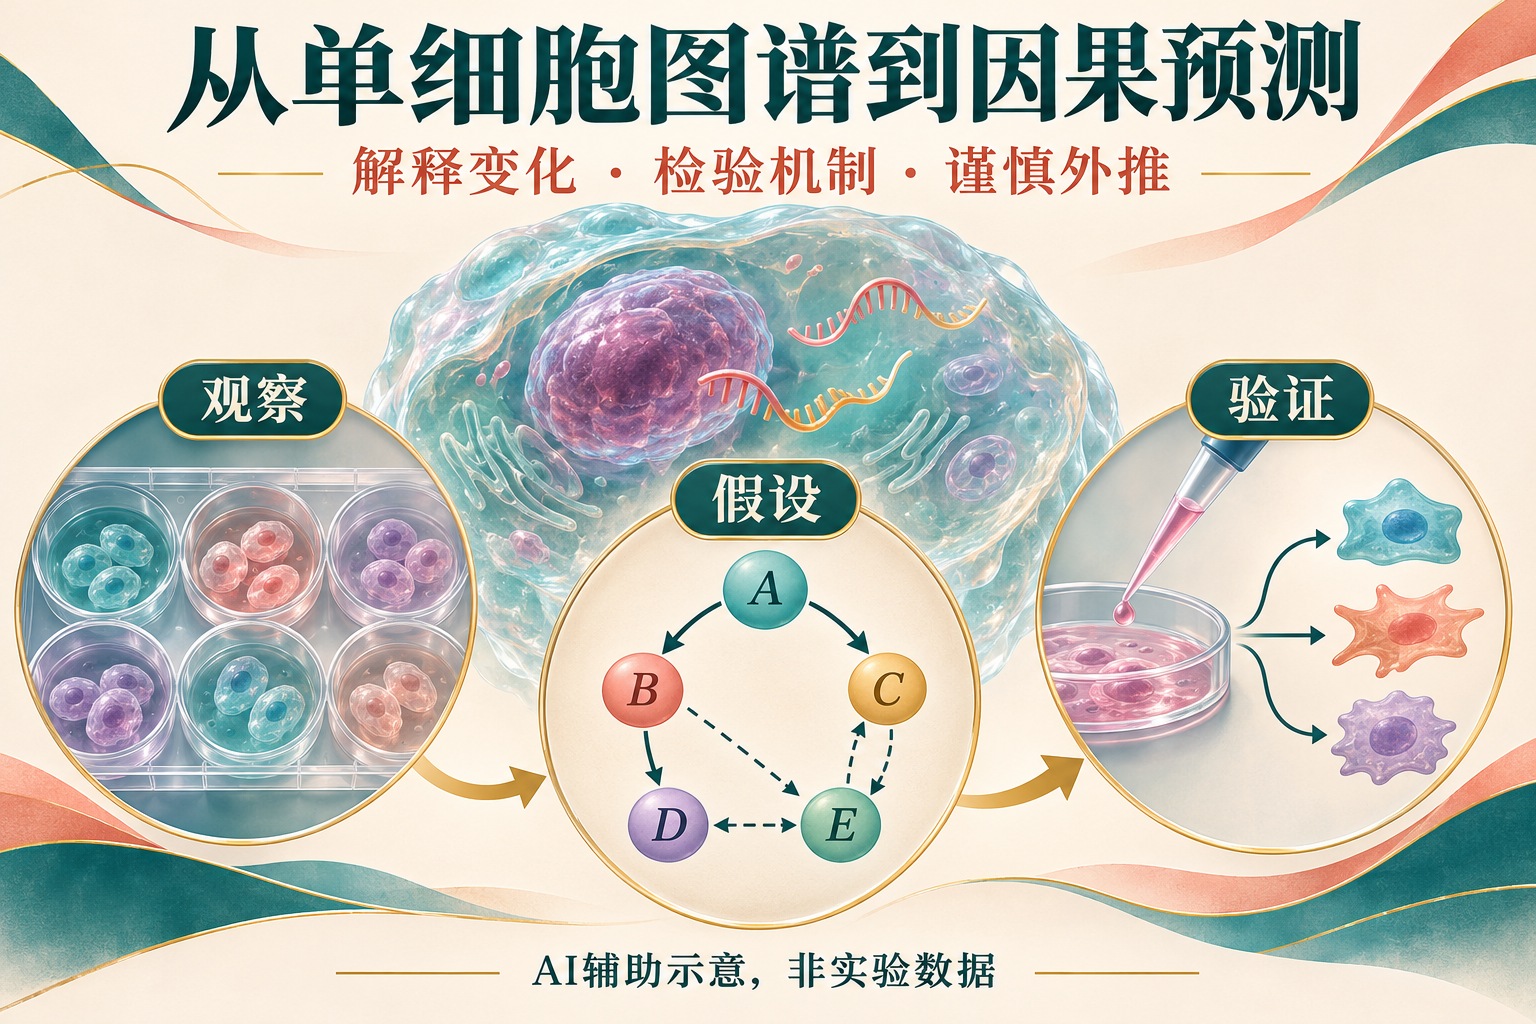 从单细胞图谱到因果预测
解释变化 · 检验机制 · 谨慎外推
观察
假设
验证
A
B
C
D
E
AI辅助示意，非实验数据